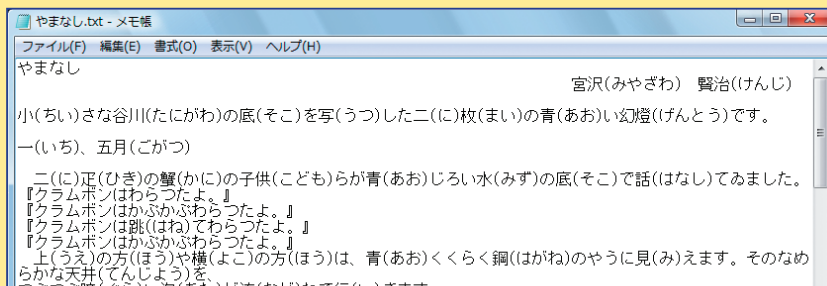 やまなし.txt - メモ帳
ファイル(F) 編集(E) 書式(O) 表示(V) ヘルプ(H)
やまなし
宮沢(みやざわ) 賢治(けんじ)
小(ちい)さな谷川(たにがわ)の底(そこ)を写(うつ)した二(に)枚(まい)の青(あお)い幻燈(げんとう)です。
一(いち)、五月(ごがつ)
二(に)疋(ひき)の蟹(かに)の子供(こども)らが青(あお)じろい水(みず)の底(そこ)で話(はなし)てゐました。
『クラムボンはわらつたよ。』
『クラムボンはかぷかぷわらつたよ。』
『クラムボンは跳(はね)てわらつたよ。』
『クラムボンはかぷかぷわらつたよ。』
上(うえ)の方(ほう)や横(よこ)の方(ほう)は、青(あお)くくらく鋼(はがね)のやうに見(み)えます。そのなめ
らかな天井(てんじよう)を、